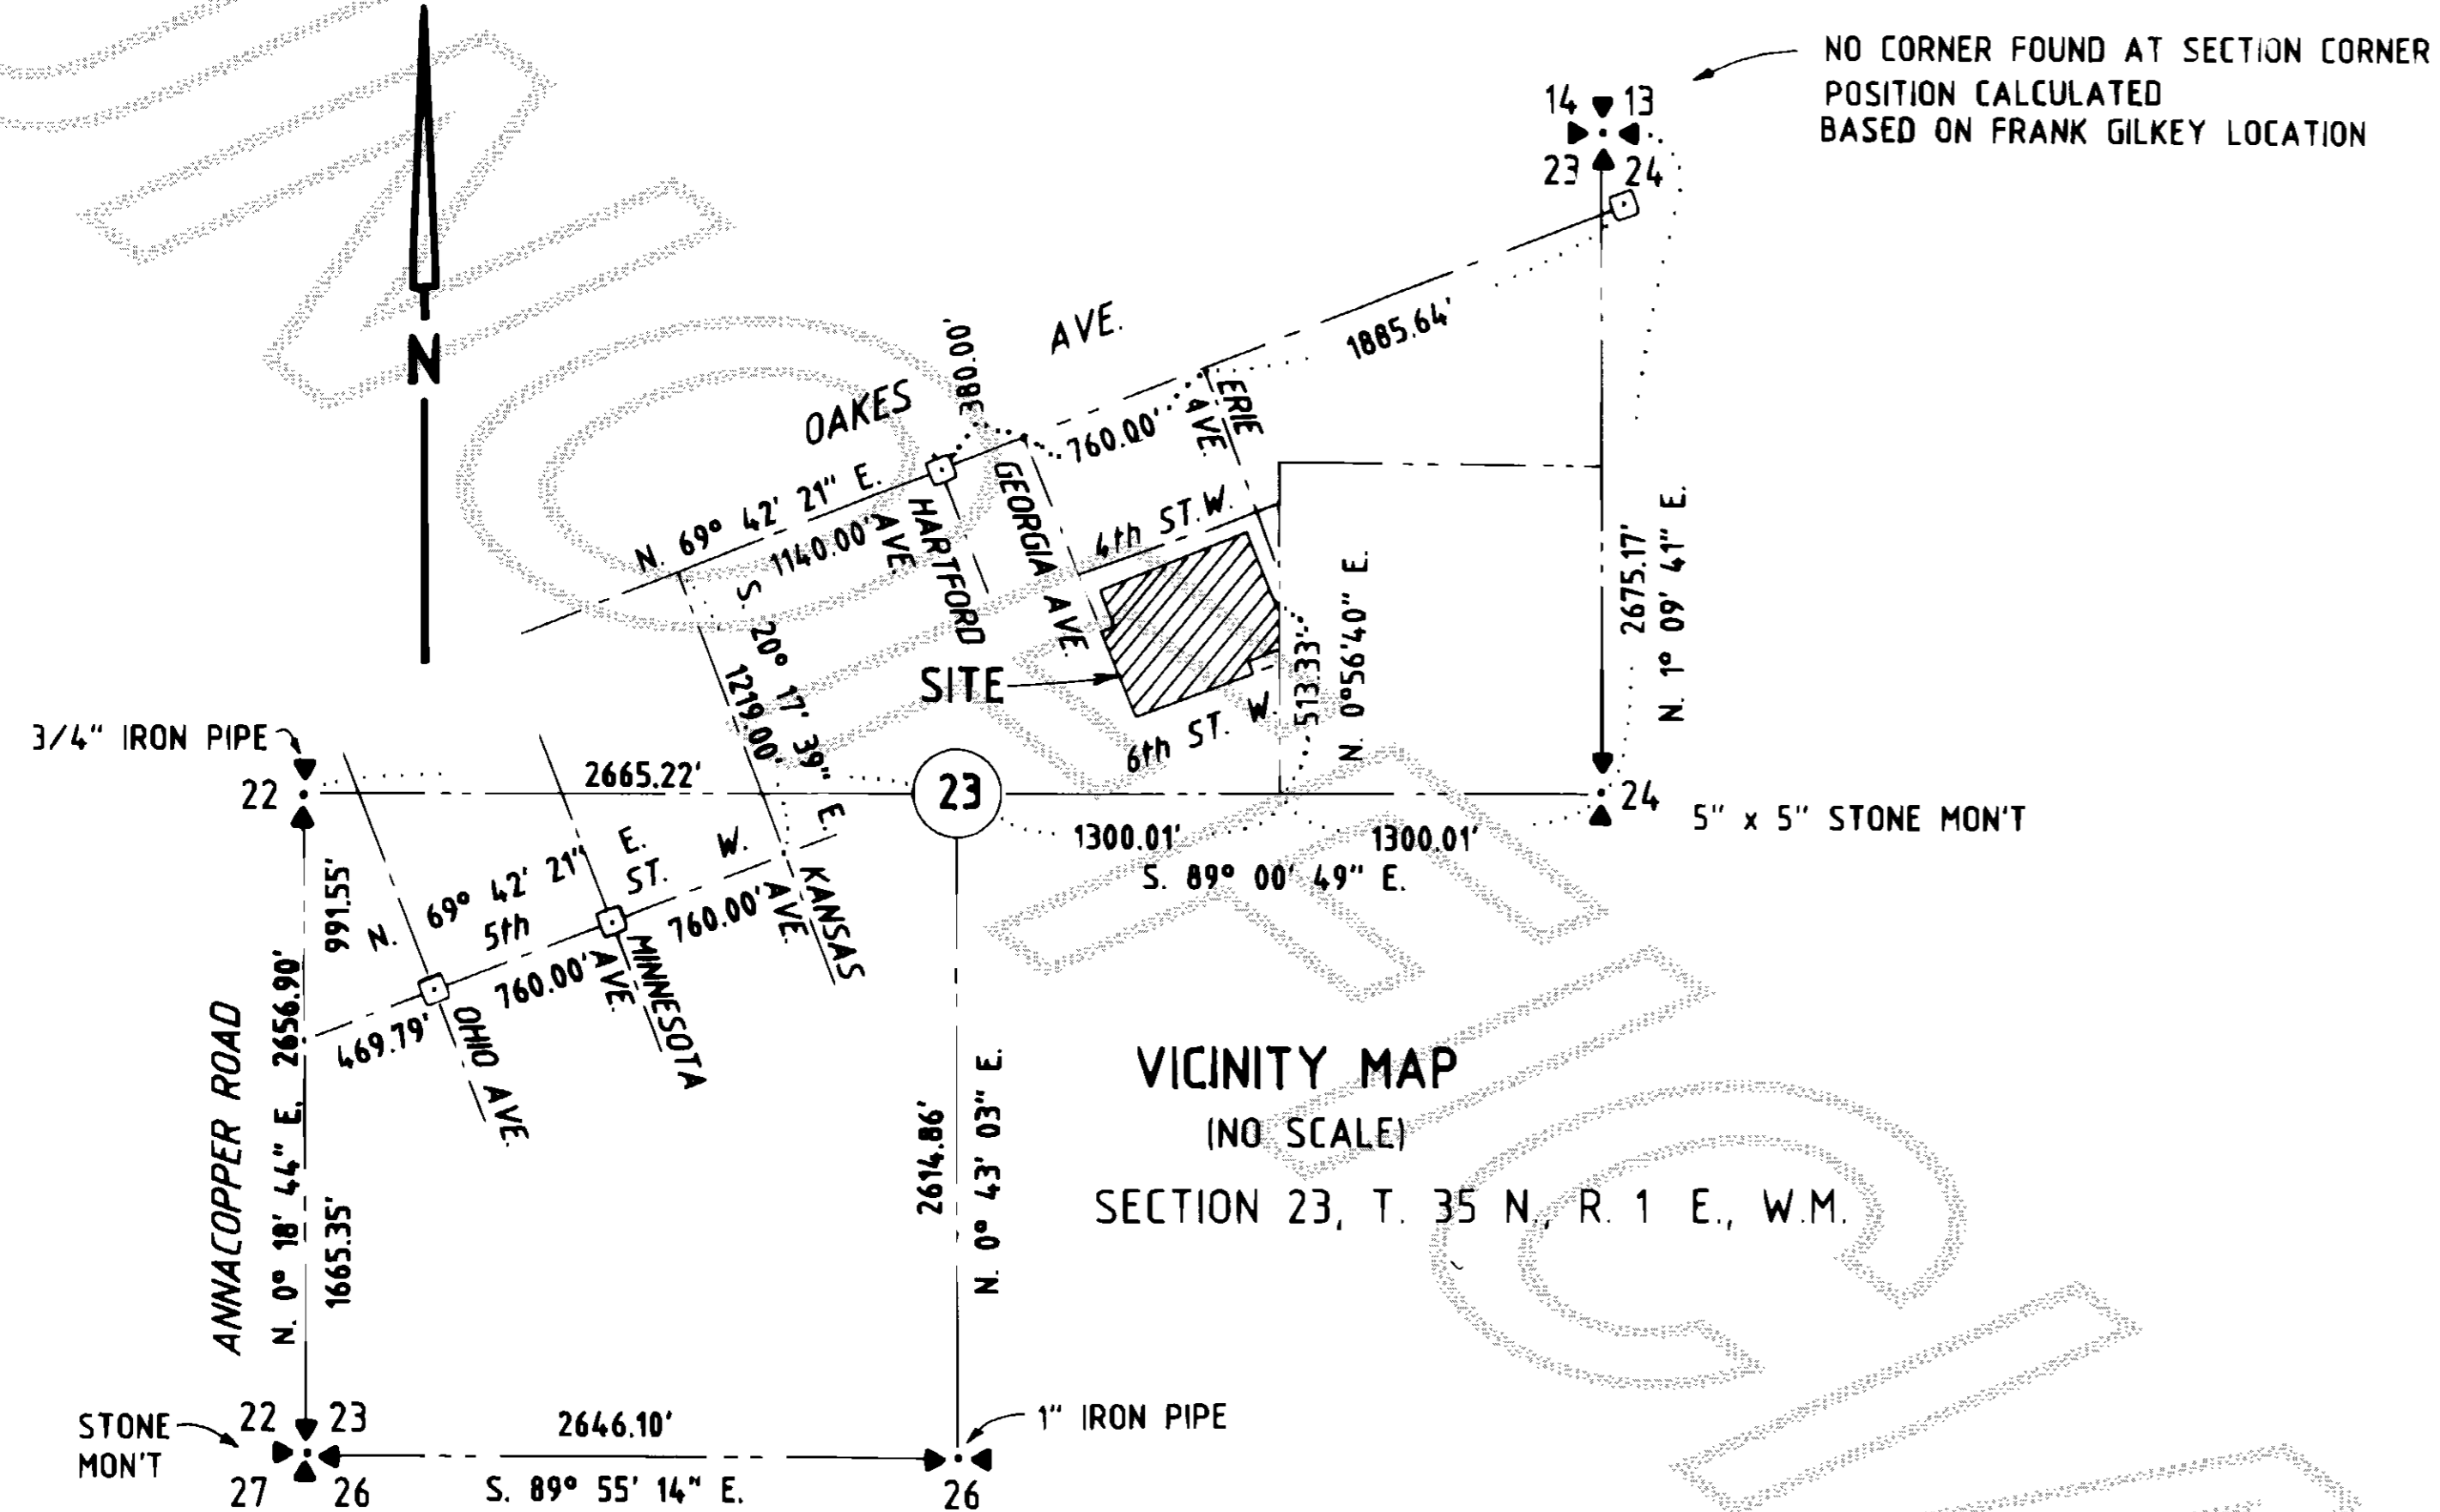 NO CORNER FOUND AT SECTION CORNER
POSITION CALCULATED
BASED ON FRANK GILKEY LOCATION
14 13
23 24
N
OAKES AVE.
1885.64'
380.00'
760.00'
ERIE AVE.
N. 69° 42' 21" E.
1140.00'
HARTFORD AVE.
GEORGIA AVE.
4th ST. W.
S. 20° 17' 39" E.
1219.00'
SITE
6th ST. W.
513.33'
N. 0°56'40" E.
2675.17'
N. 1° 09' 41" E.
3/4" IRON PIPE
22
2665.22'
23
24
5" x 5" STONE MON'T
1300.01'
1300.01'
S. 89° 00' 49" E.
991.55'
N. 69° 42' 21" E.
5th ST. W.
760.00'
760.00'
469.79'
KANSAS AVE.
MINNESOTA AVE.
OHIO AVE.
ANNACOPPER ROAD
N. 0° 18' 44" E. 2656.90'
1665.35'
2614.86'
N. 0° 43' 03" E.
VICINITY MAP
(NO SCALE)
SECTION 23, T. 35 N., R. 1 E., W.M.
STONE
MON'T
22 23
27 26
2646.10'
S. 89° 55' 14" E.
1" IRON PIPE
26